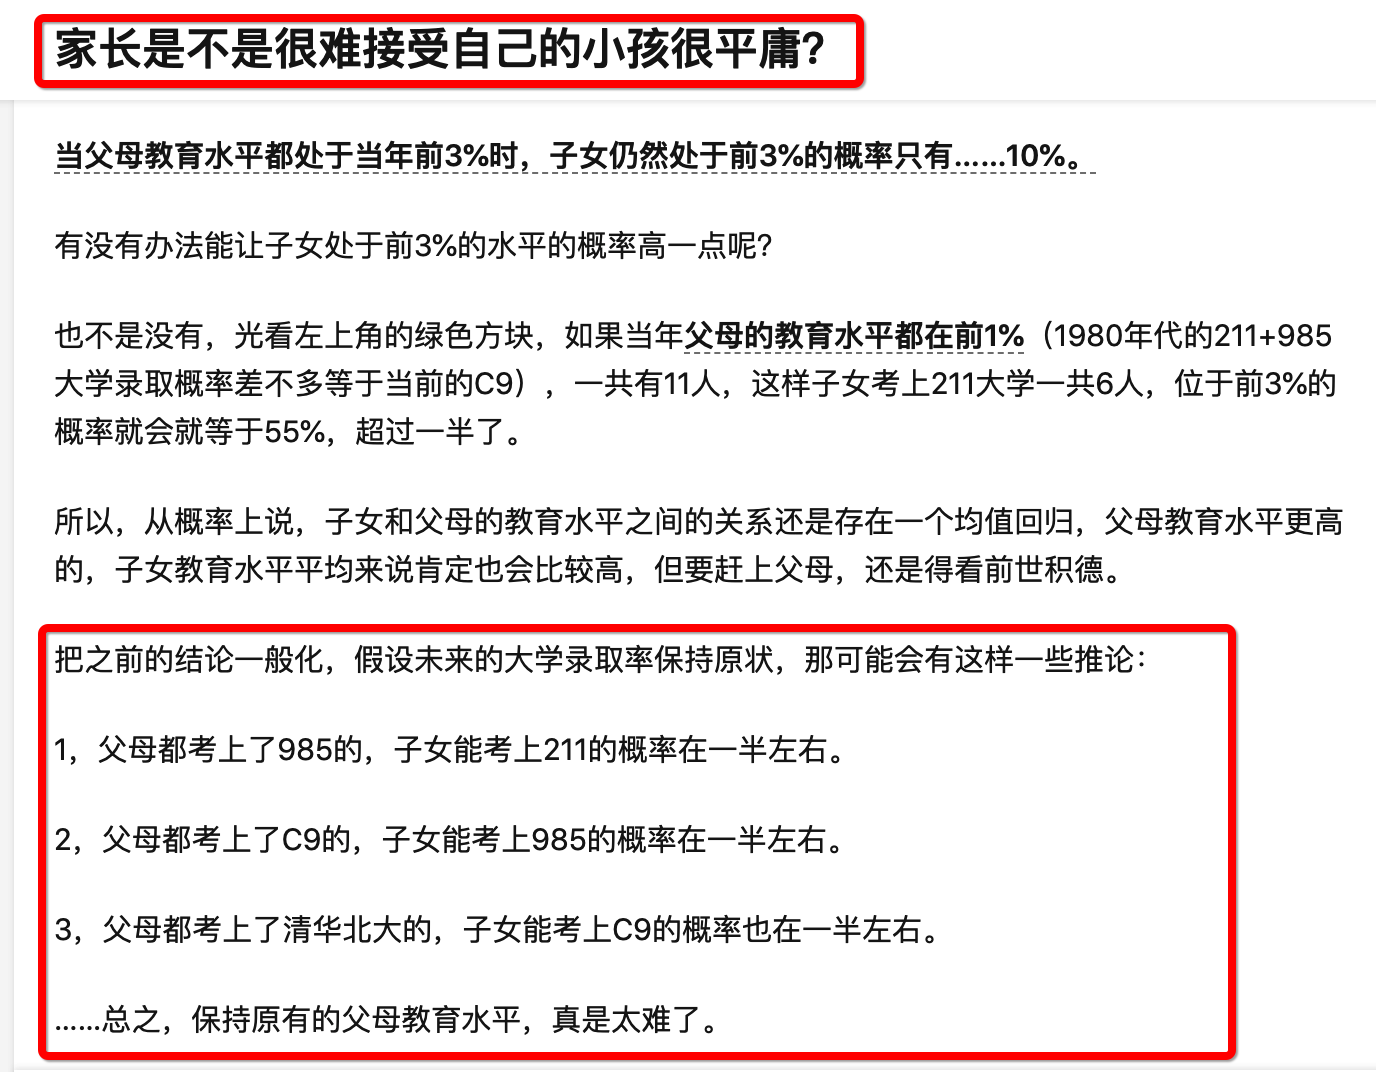 家长是不是很难接受自己的小孩很平庸?
当父母教育水平都处于当年前3%时，子女仍然处于前3%的概率只有……10%。
有没有办法能让子女处于前3%的水平的概率高一点呢?
也不是没有，光看左上角的绿色方块，如果当年父母的教育水平都在前1%（1980年代的211+985
大学录取概率差不多等于当前的C9），一共有11人，这样子女考上211大学一共6人，位于前3%的
概率就会就等于55%，超过一半了。
所以，从概率上说，子女和父母的教育水平之间的关系还是存在一个均值回归，父母教育水平更高
的，子女教育水平平均来说肯定也会比较高，但要赶上父母，还是得看前世积德。
把之前的结论一般化，假设未来的大学录取率保持原状，那可能会有这样一些推论：
1，父母都考上了985的，子女能考上211的概率在一半左右。
2，父母都考上了C9的，子女能考上985的概率在一半左右。
3，父母都考上了清华北大的，子女能考上C9的概率也在一半左右。
……总之，保持原有的父母教育水平，真是太难了。